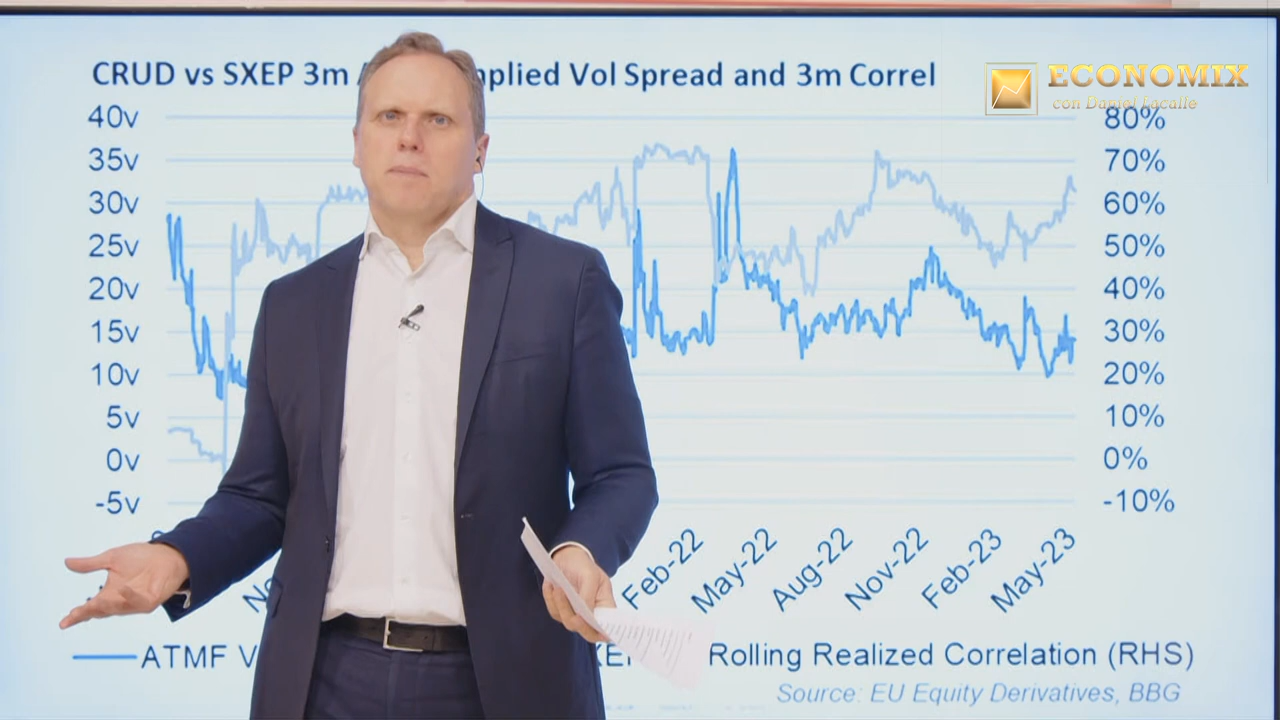 CRUD vs SXEP 3m
mplied Vol Spread and 3m Correl
ECONOMIX
con Daniel Lacalle
40v
35v
30v
25v
20v
15v
10v
5v
0v
-5v
80%
70%
60%
50%
40%
30%
20%
10%
0%
-10%
Feb-22
May-22
Aug-22
Nov-22
Feb-23
May-23
ATMF V
Rolling Realized Correlation (RHS)
Source: EU Equity Derivatives, BBG